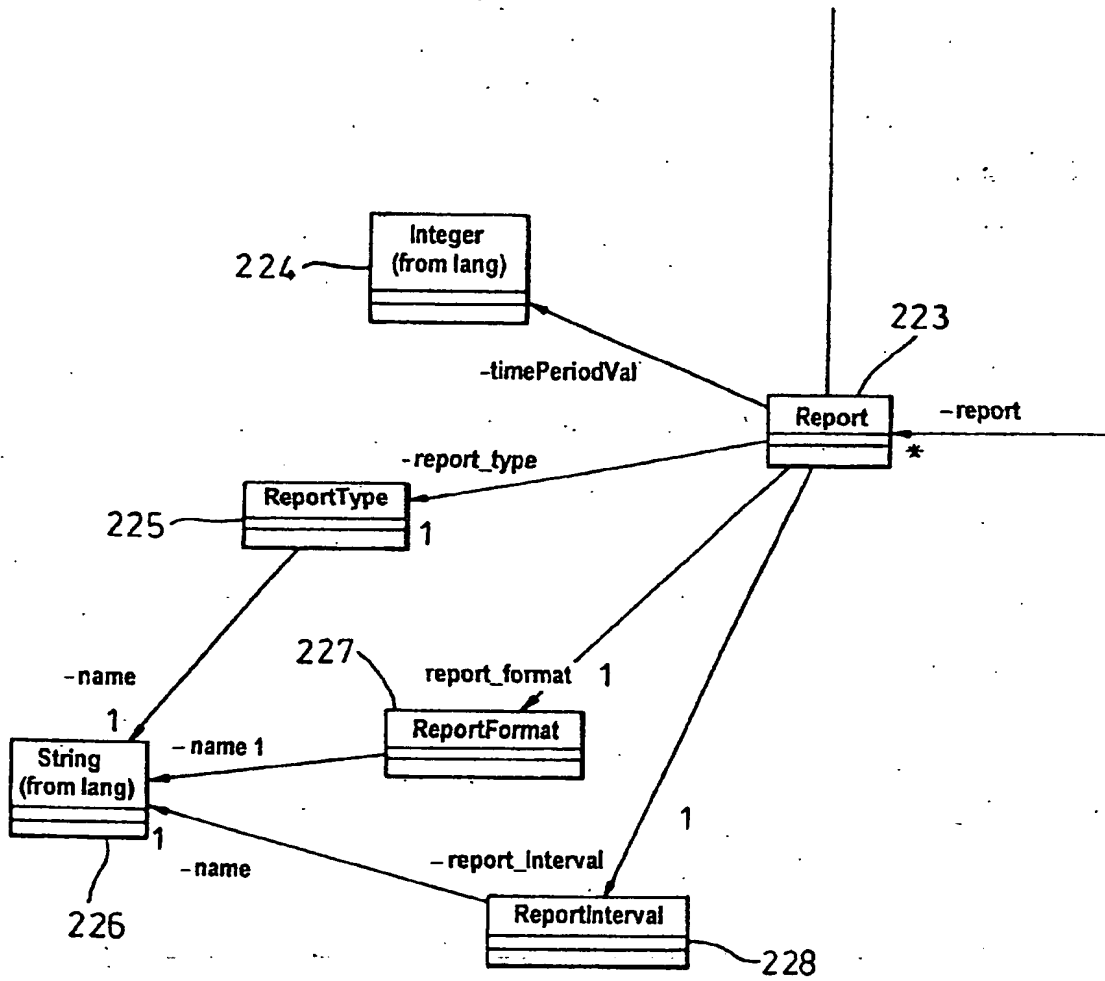 Integer
(from lang)
224
223
-timePeriodVal
Report
-report
*
-report_type
ReportType
225
1
227
-name
report_format 1
1
ReportFormat
String
(from lang)
-name 1
1
1
-name
-report_Interval
ReportInterval
226
228